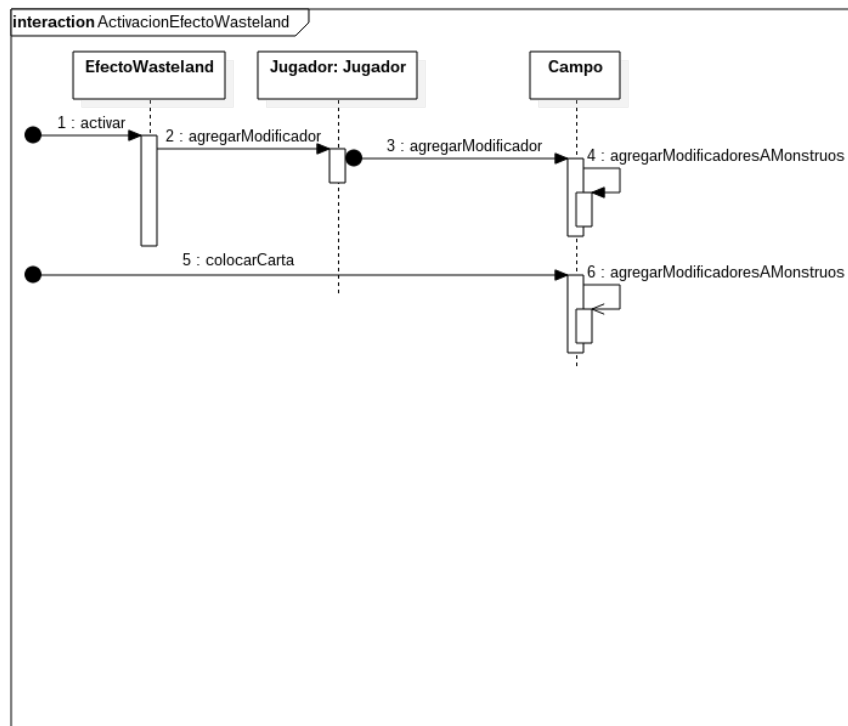 interaction ActivacionEfectoWasteland
EfectoWasteland
Jugador: Jugador
Campo
1 : activar
2 : agregarModificador
3 : agregarModificador
4 : agregarModificadoresAMonstruos
5 : colocarCarta
6 : agregarModificadoresAMonstruos